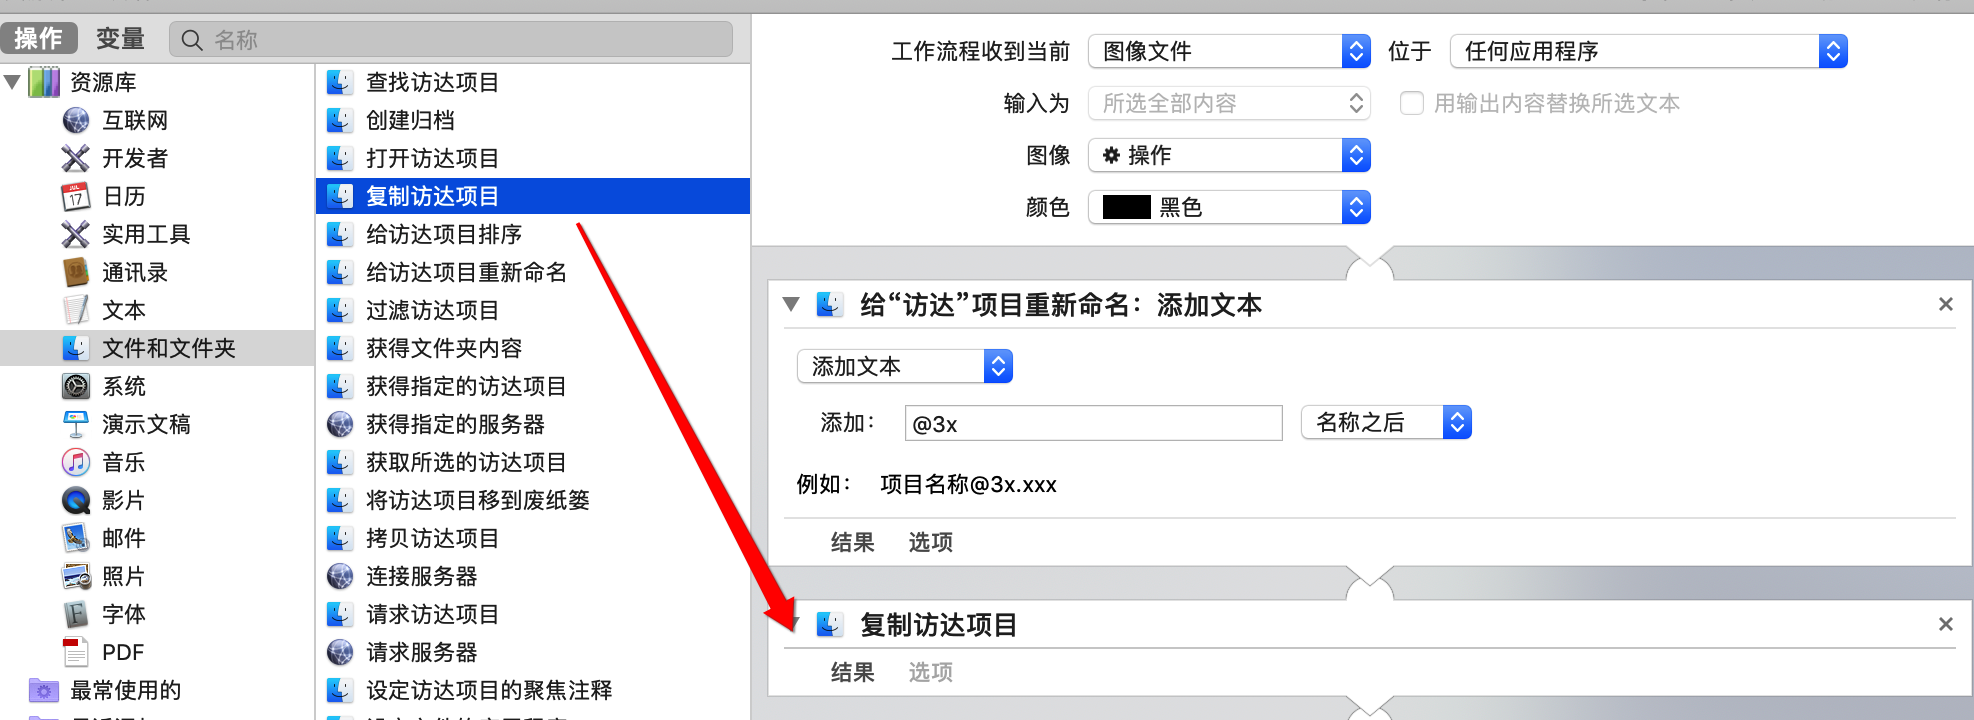 操作 变量 名称
资源库
互联网
开发者
日历
实用工具
通讯录
文本
文件和文件夹
系统
演示文稿
音乐
影片
邮件
照片
字体
PDF
最常使用的
查找访达项目
创建归档
打开访达项目
复制访达项目
给访达项目排序
给访达项目重新命名
过滤访达项目
获得文件夹内容
获得指定的访达项目
获得指定的服务器
获取所选的访达项目
将访达项目移到废纸篓
拷贝访达项目
连接服务器
请求访达项目
请求服务器
设定访达项目的聚焦注释
工作流程收到当前 图像文件 位于 任何应用程序
输入为 所选全部内容 用输出内容替换所选文本
图像 操作
颜色 黑色
给“访达”项目重新命名：添加文本
添加文本
添加： @3x 名称之后
例如： 项目名称@3x.xxx
结果 选项
复制访达项目
结果 选项